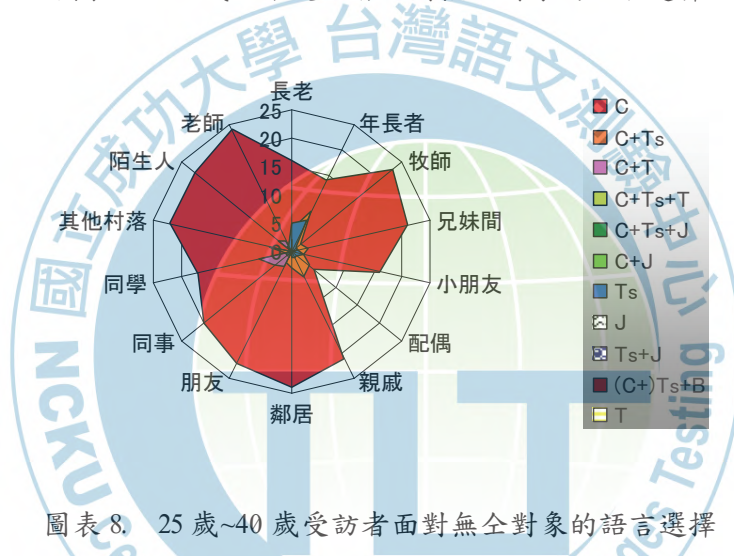 國立成功大學 台灣語文測驗中心
長老
年長者
牧師
兄妹間
小朋友
配偶
親戚
鄰居
朋友
同事
同學
其他村落
陌生人
老師
25
20
15
10
5
0
C
C+Ts
C+T
C+Ts+T
C+Ts+J
C+J
Ts
J
Ts+J
(C+)Ts+B
T
NCKU
Testing
TLT
圖表 8. 25 歲~40 歲受訪者面對無仝對象的語言選擇